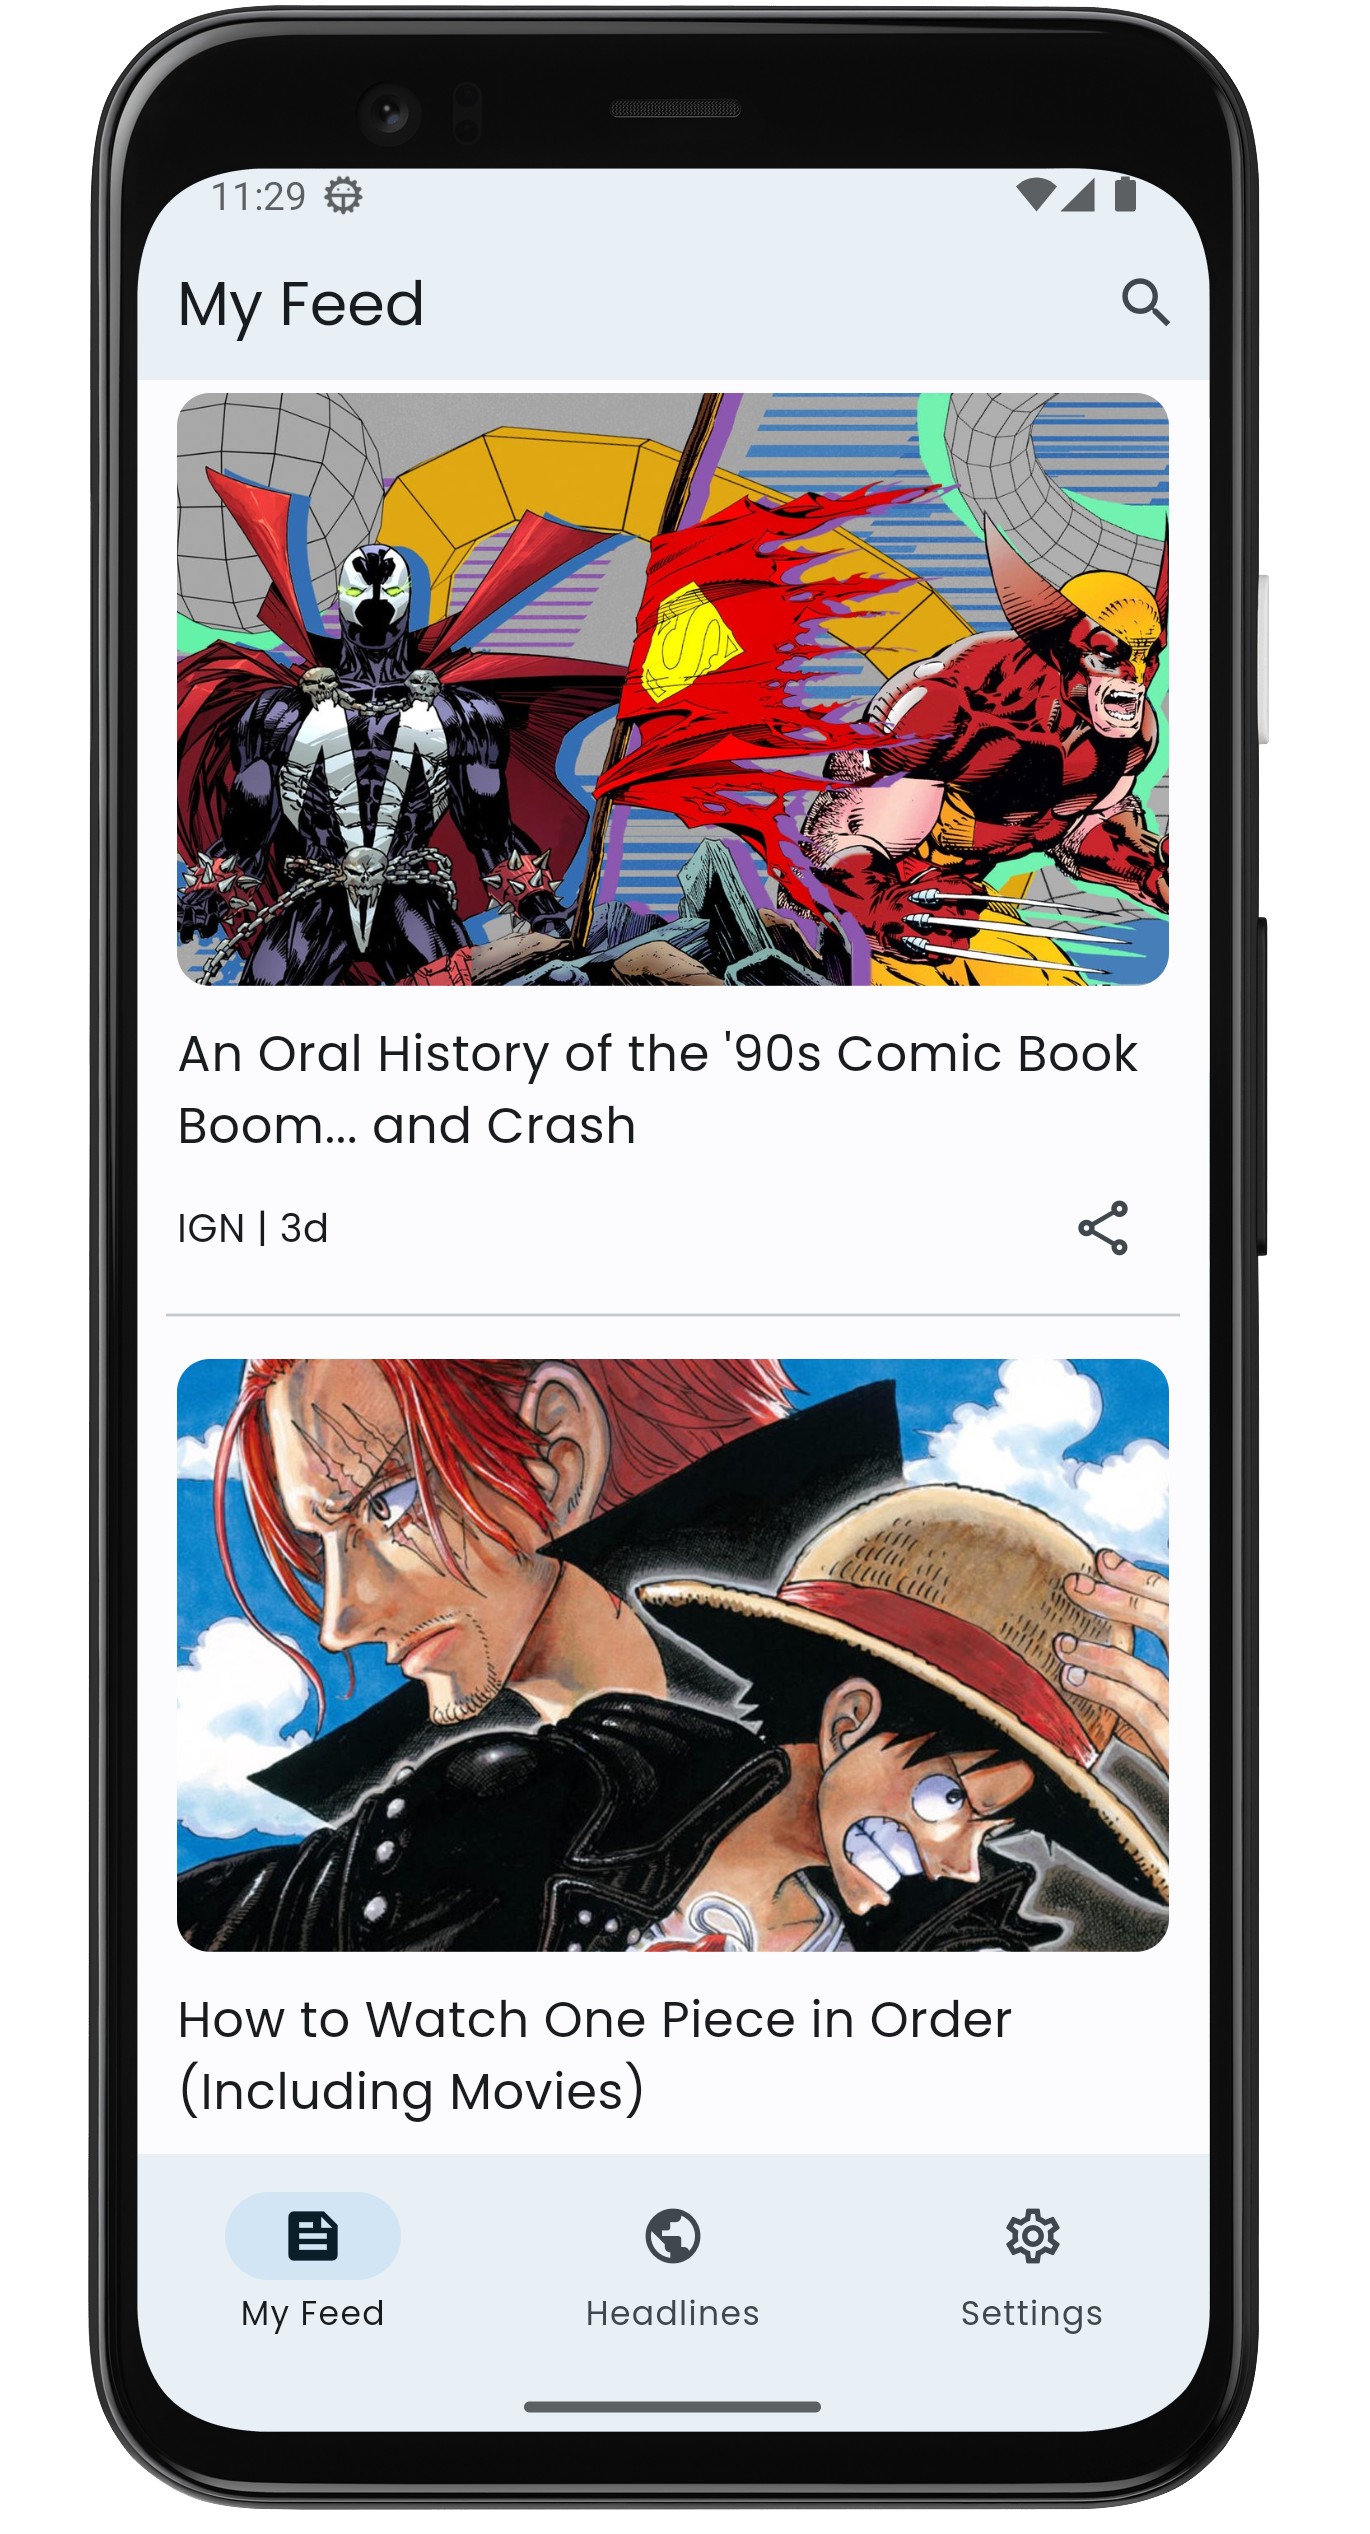 11:29
My Feed
An Oral History of the '90s Comic Book
Boom... and Crash
IGN | 3d
How to Watch One Piece in Order
(Including Movies)
My Feed
Headlines
Settings